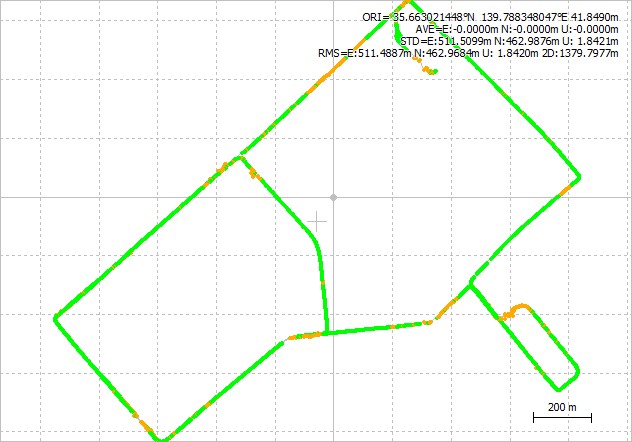 ORI= 35.663021448°N 139.788348047°E 41.8490m
AVE=E:-0.0000m N:-0.0000m U:-0.0000m
STD=E:511.5099m N:462.9876m U: 1.8421m
RMS=E:511.4887m N:462.9684m U: 1.8420m 2D:1379.7977m
200 m